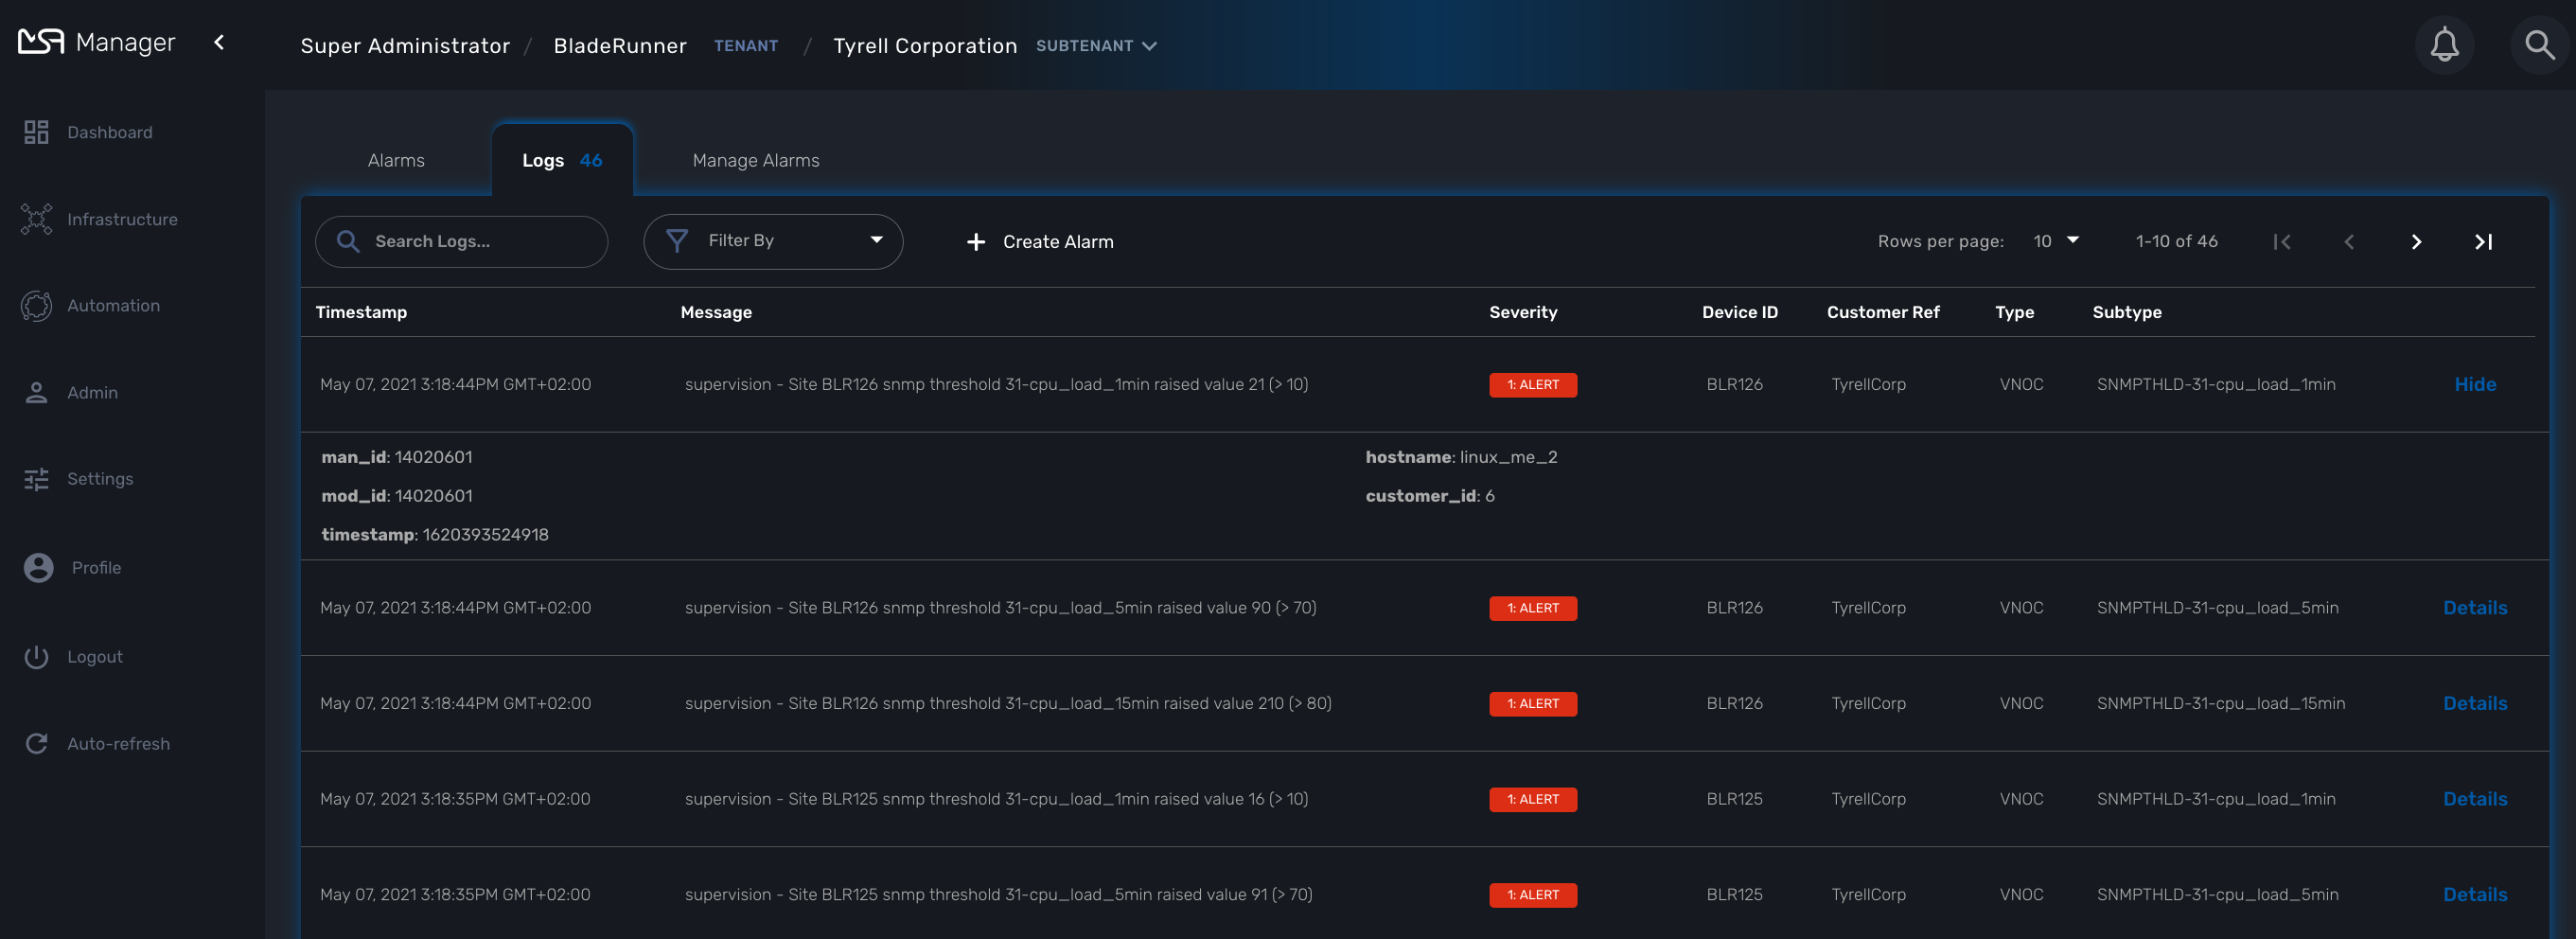 MSA Manager
Super Administrator / BladeRunner TENANT / Tyrell Corporation SUBTENANT
Dashboard
Infrastructure
Automation
Admin
Settings
Profile
Logout
Auto-refresh
Alarms Logs 46 Manage Alarms
Search Logs... Filter By + Create Alarm Rows per page: 10 1-10 of 46
Timestamp Message Severity Device ID Customer Ref Type Subtype
May 07, 2021 3:18:44PM GMT+02:00 supervision - Site BLR126 snmp threshold 31-cpu_load_1min raised value 21 (> 10) 1: ALERT BLR126 TyrellCorp VNOC SNMPTHLD-31-cpu_load_1min Hide
man_id: 14020601 hostname: linux_me_2
mod_id: 14020601 customer_id: 6
timestamp: 1620393524918
May 07, 2021 3:18:44PM GMT+02:00 supervision - Site BLR126 snmp threshold 31-cpu_load_5min raised value 90 (> 70) 1: ALERT BLR126 TyrellCorp VNOC SNMPTHLD-31-cpu_load_5min Details
May 07, 2021 3:18:44PM GMT+02:00 supervision - Site BLR126 snmp threshold 31-cpu_load_15min raised value 210 (> 80) 1: ALERT BLR126 TyrellCorp VNOC SNMPTHLD-31-cpu_load_15min Details
May 07, 2021 3:18:35PM GMT+02:00 supervision - Site BLR125 snmp threshold 31-cpu_load_1min raised value 16 (> 10) 1: ALERT BLR125 TyrellCorp VNOC SNMPTHLD-31-cpu_load_1min Details
May 07, 2021 3:18:35PM GMT+02:00 supervision - Site BLR125 snmp threshold 31-cpu_load_5min raised value 91 (> 70) 1: ALERT BLR125 TyrellCorp VNOC SNMPTHLD-31-cpu_load_5min Details